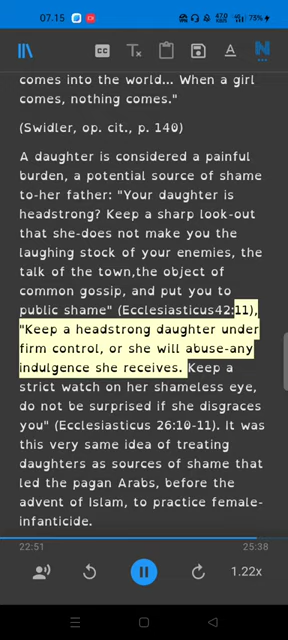 07.15
47.0
KB/s
73%
CC
comes into the world... When a girl
comes, nothing comes."
(Swidler, op. cit., p. 140)
A daughter is considered a painful
burden, a potential source of shame
to-her father: "Your daughter is
headstrong? Keep a sharp look-out
that she-does not make you the
laughing stock of your enemies, the
talk of the town,the object of
common gossip, and put you to
public shame" (Ecclesiasticus42:11),
"Keep a headstrong daughter under
firm control, or she will abuse-any
indulgence she receives. Keep a
strict watch on her shameless eye,
do not be surprised if she disgraces
you" (Ecclesiasticus 26:10-11). It was
this very same idea of treating
daughters as sources of shame that
led the pagan Arabs, before the
advent of Islam, to practice female-
infanticide.
22:51
25:38
1.22x